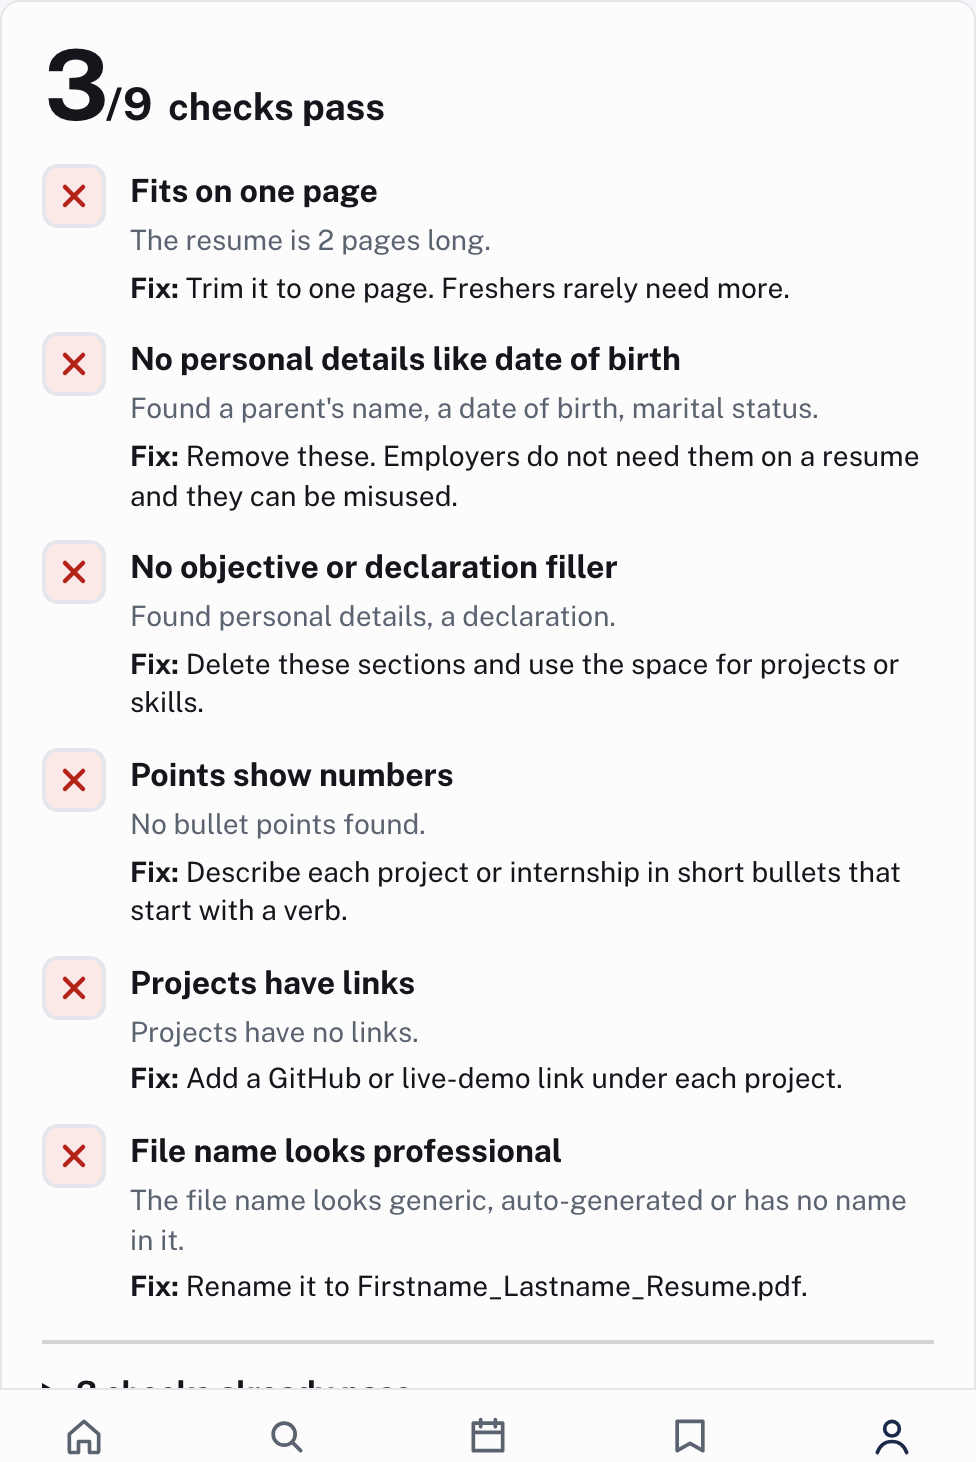 3/9 checks pass
Fits on one page
The resume is 2 pages long.
Fix: Trim it to one page. Freshers rarely need more.
No personal details like date of birth
Found a parent's name, a date of birth, marital status.
Fix: Remove these. Employers do not need them on a resume
and they can be misused.
No objective or declaration filler
Found personal details, a declaration.
Fix: Delete these sections and use the space for projects or
skills.
Points show numbers
No bullet points found.
Fix: Describe each project or internship in short bullets that
start with a verb.
Projects have links
Projects have no links.
Fix: Add a GitHub or live-demo link under each project.
File name looks professional
The file name looks generic, auto-generated or has no name
in it.
Fix: Rename it to Firstname_Lastname_Resume.pdf.
checks already pass